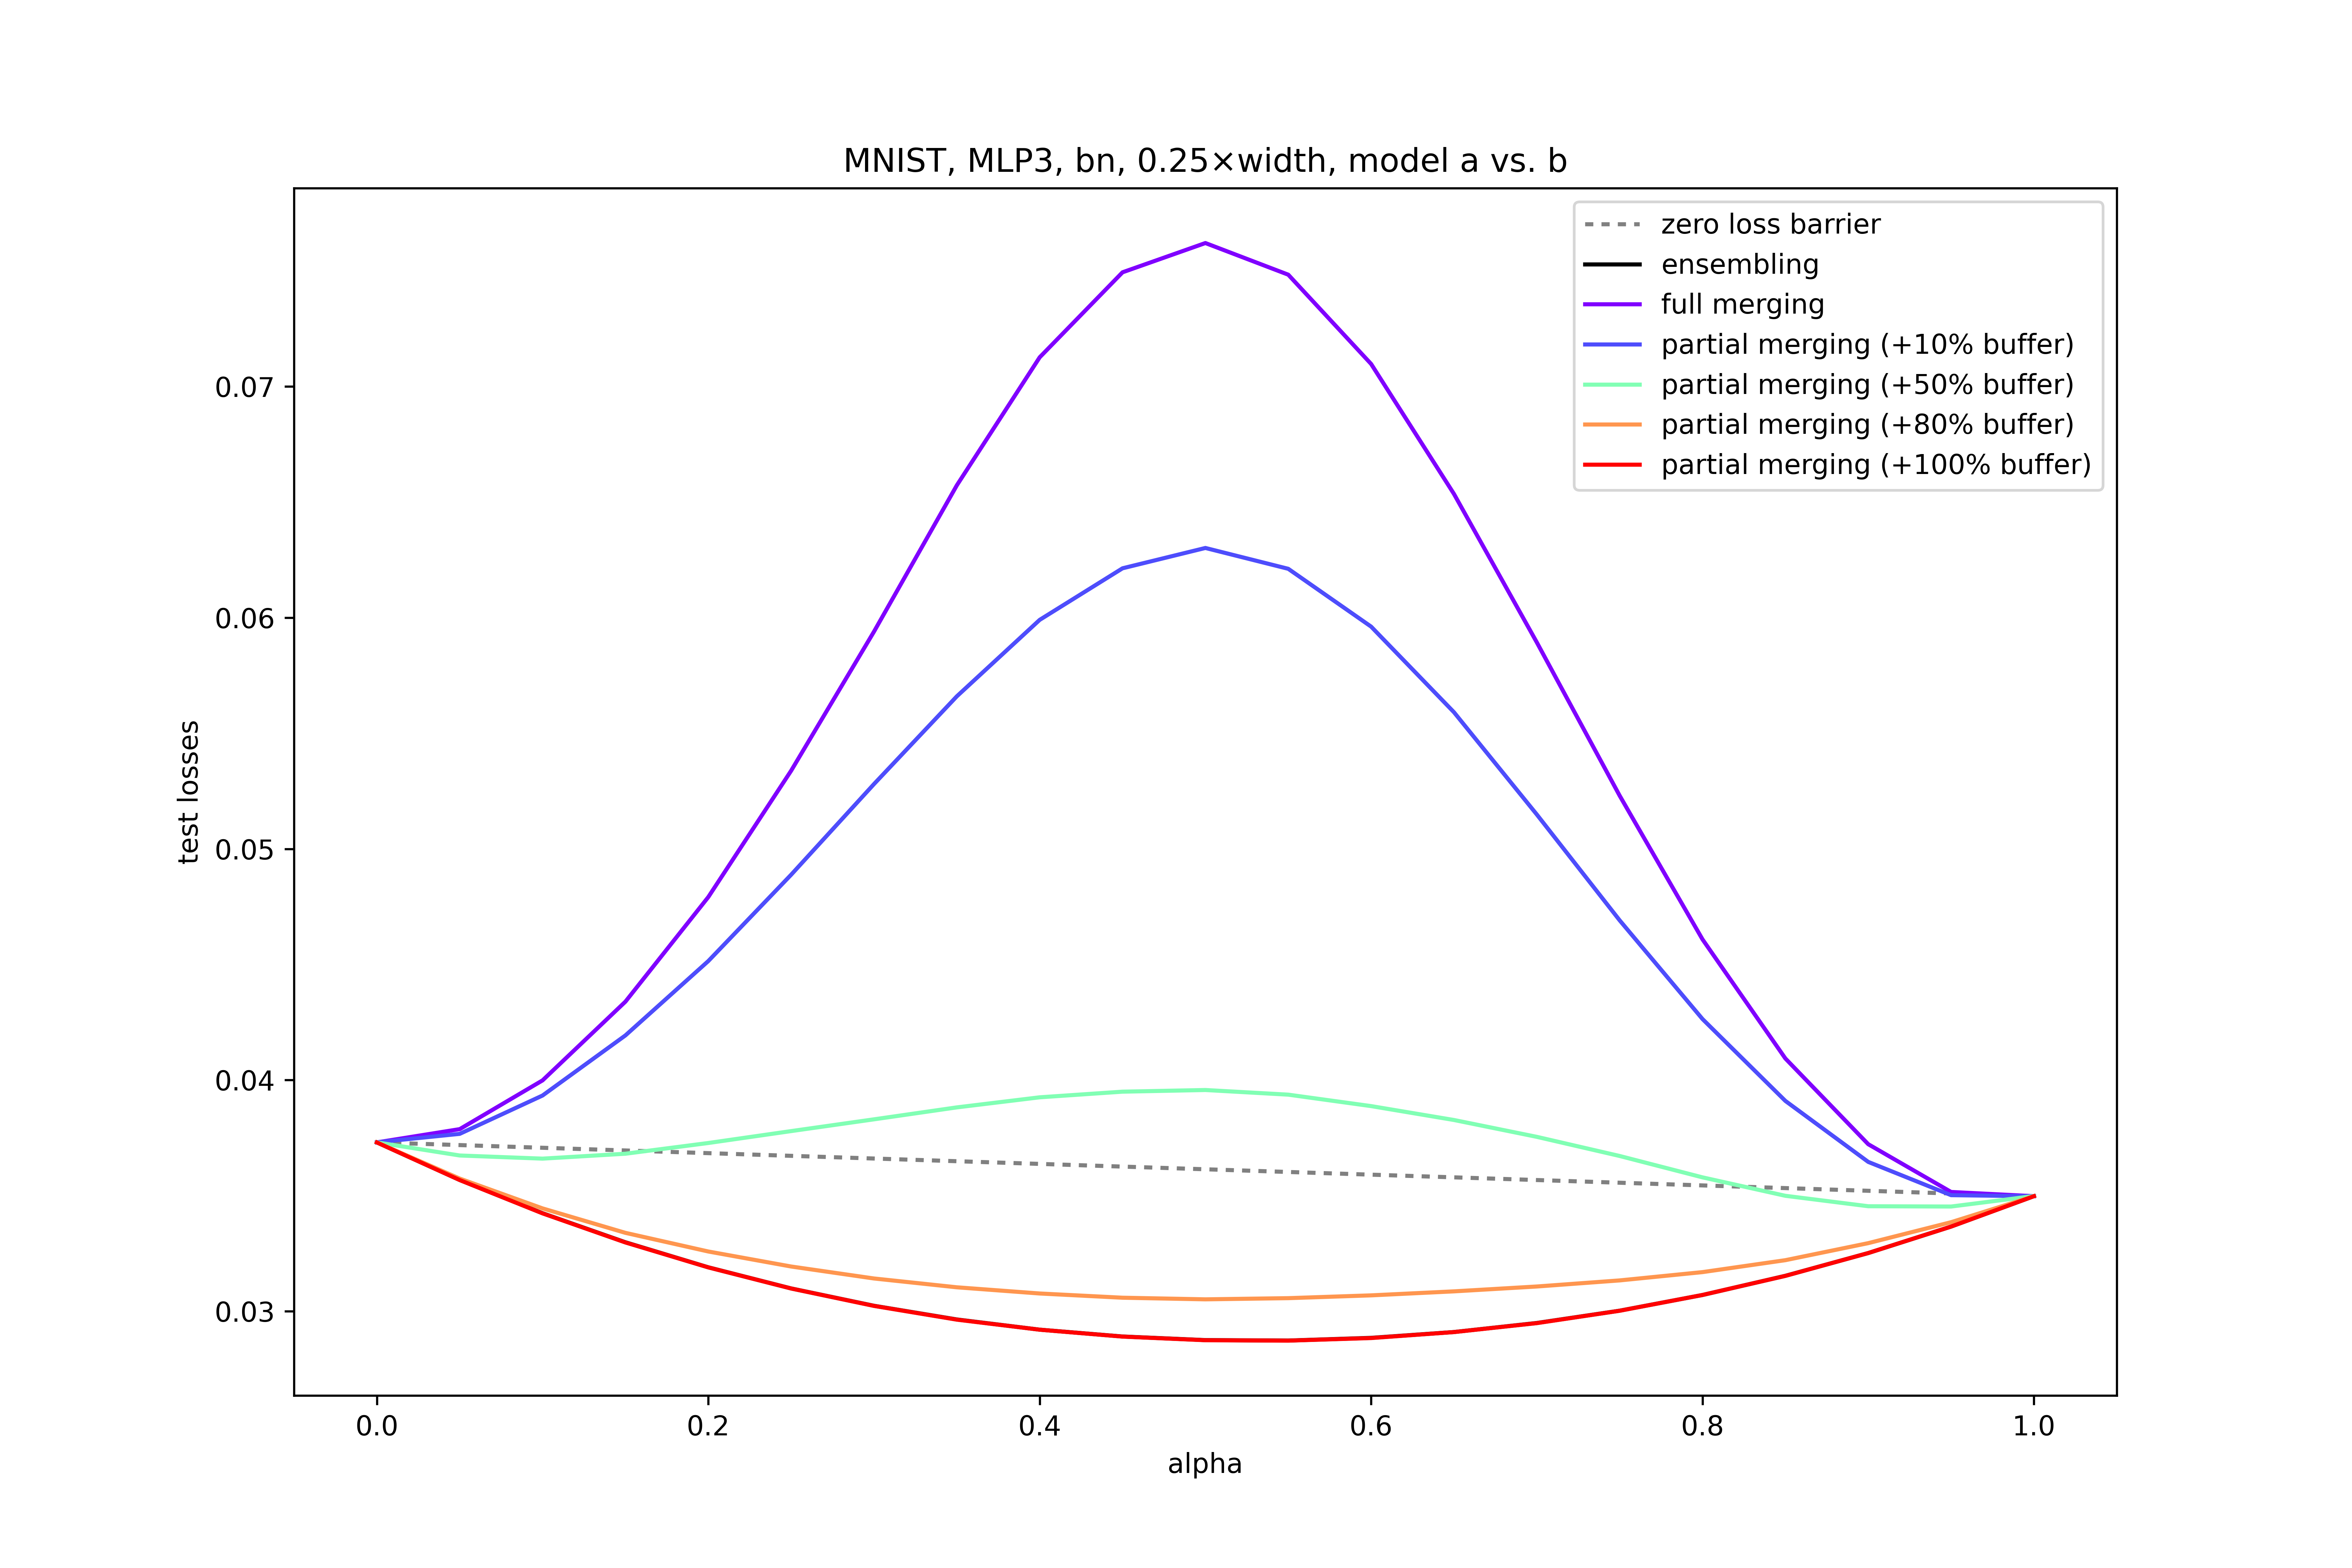 MNIST, MLP3, bn, 0.25×width, model a vs. b
zero loss barrier
ensembling
full merging
partial merging (+10% buffer)
partial merging (+50% buffer)
partial merging (+80% buffer)
partial merging (+100% buffer)
test losses
0.07
0.06
0.05
0.04
0.03
0.0 0.2 0.4 0.6 0.8 1.0
alpha